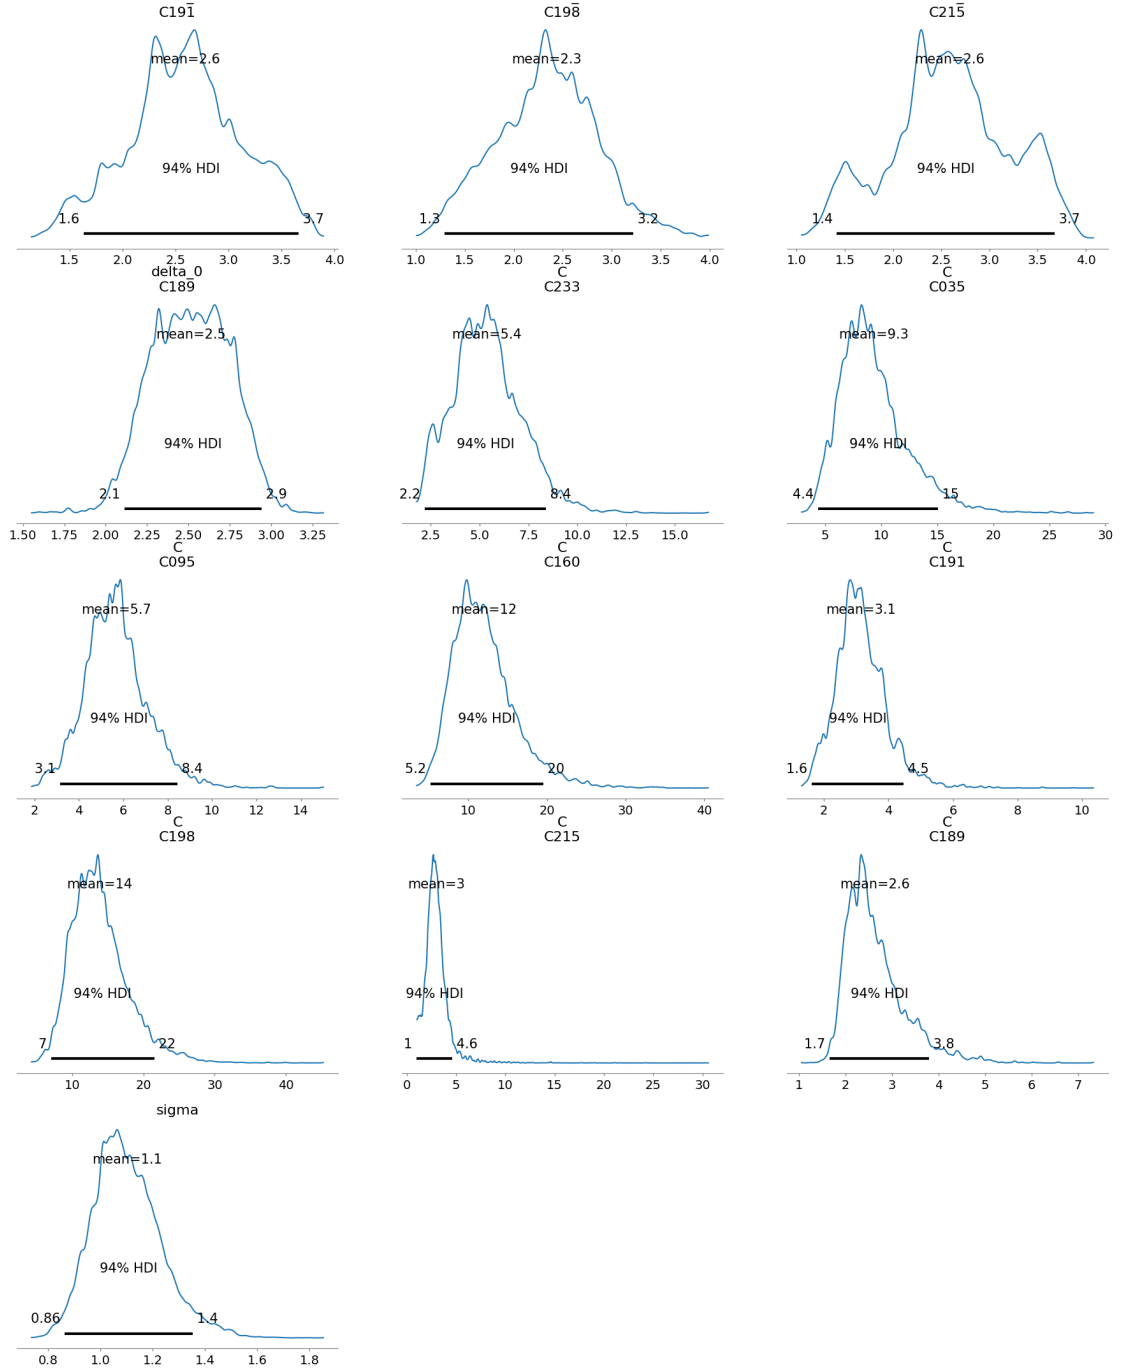 C191
C198
C215
mean=2.6
mean=2.3
mean=2.6
94% HDI
94% HDI
94% HDI
1.6 3.7
1.3 3.2
1.4 3.7
1.5 2.0 2.5 3.0 3.5 4.0
1.0 1.5 2.0 2.5 3.0 3.5 4.0
1.0 1.5 2.0 2.5 3.0 3.5 4.0
delta_0
C189
C
C233
C
C035
mean=2.5
mean=5.4
mean=9.3
94% HDI
94% HDI
94% HDI
2.1 2.9
2.2 8.4
4.4 15
1.50 1.75 2.00 2.25 2.50 2.75 3.00 3.25
2.5 5.0 7.5 10.0 12.5 15.0
5 10 15 20 25 30
C
C095
C
C160
C
C191
mean=5.7
mean=12
mean=3.1
94% HDI
94% HDI
94% HDI
3.1 8.4
5.2 20
1.6 4.5
2 4 6 8 10 12 14
10 20 30 40
2 4 6 8 10
C
C198
C
C215
C
C189
mean=14
mean=3
mean=2.6
94% HDI
94% HDI
94% HDI
7 22
1 4.6
1.7 3.8
10 20 30 40
0 5 10 15 20 25 30
1 2 3 4 5 6 7
sigma
mean=1.1
94% HDI
0.86 1.4
0.8 1.0 1.2 1.4 1.6 1.8